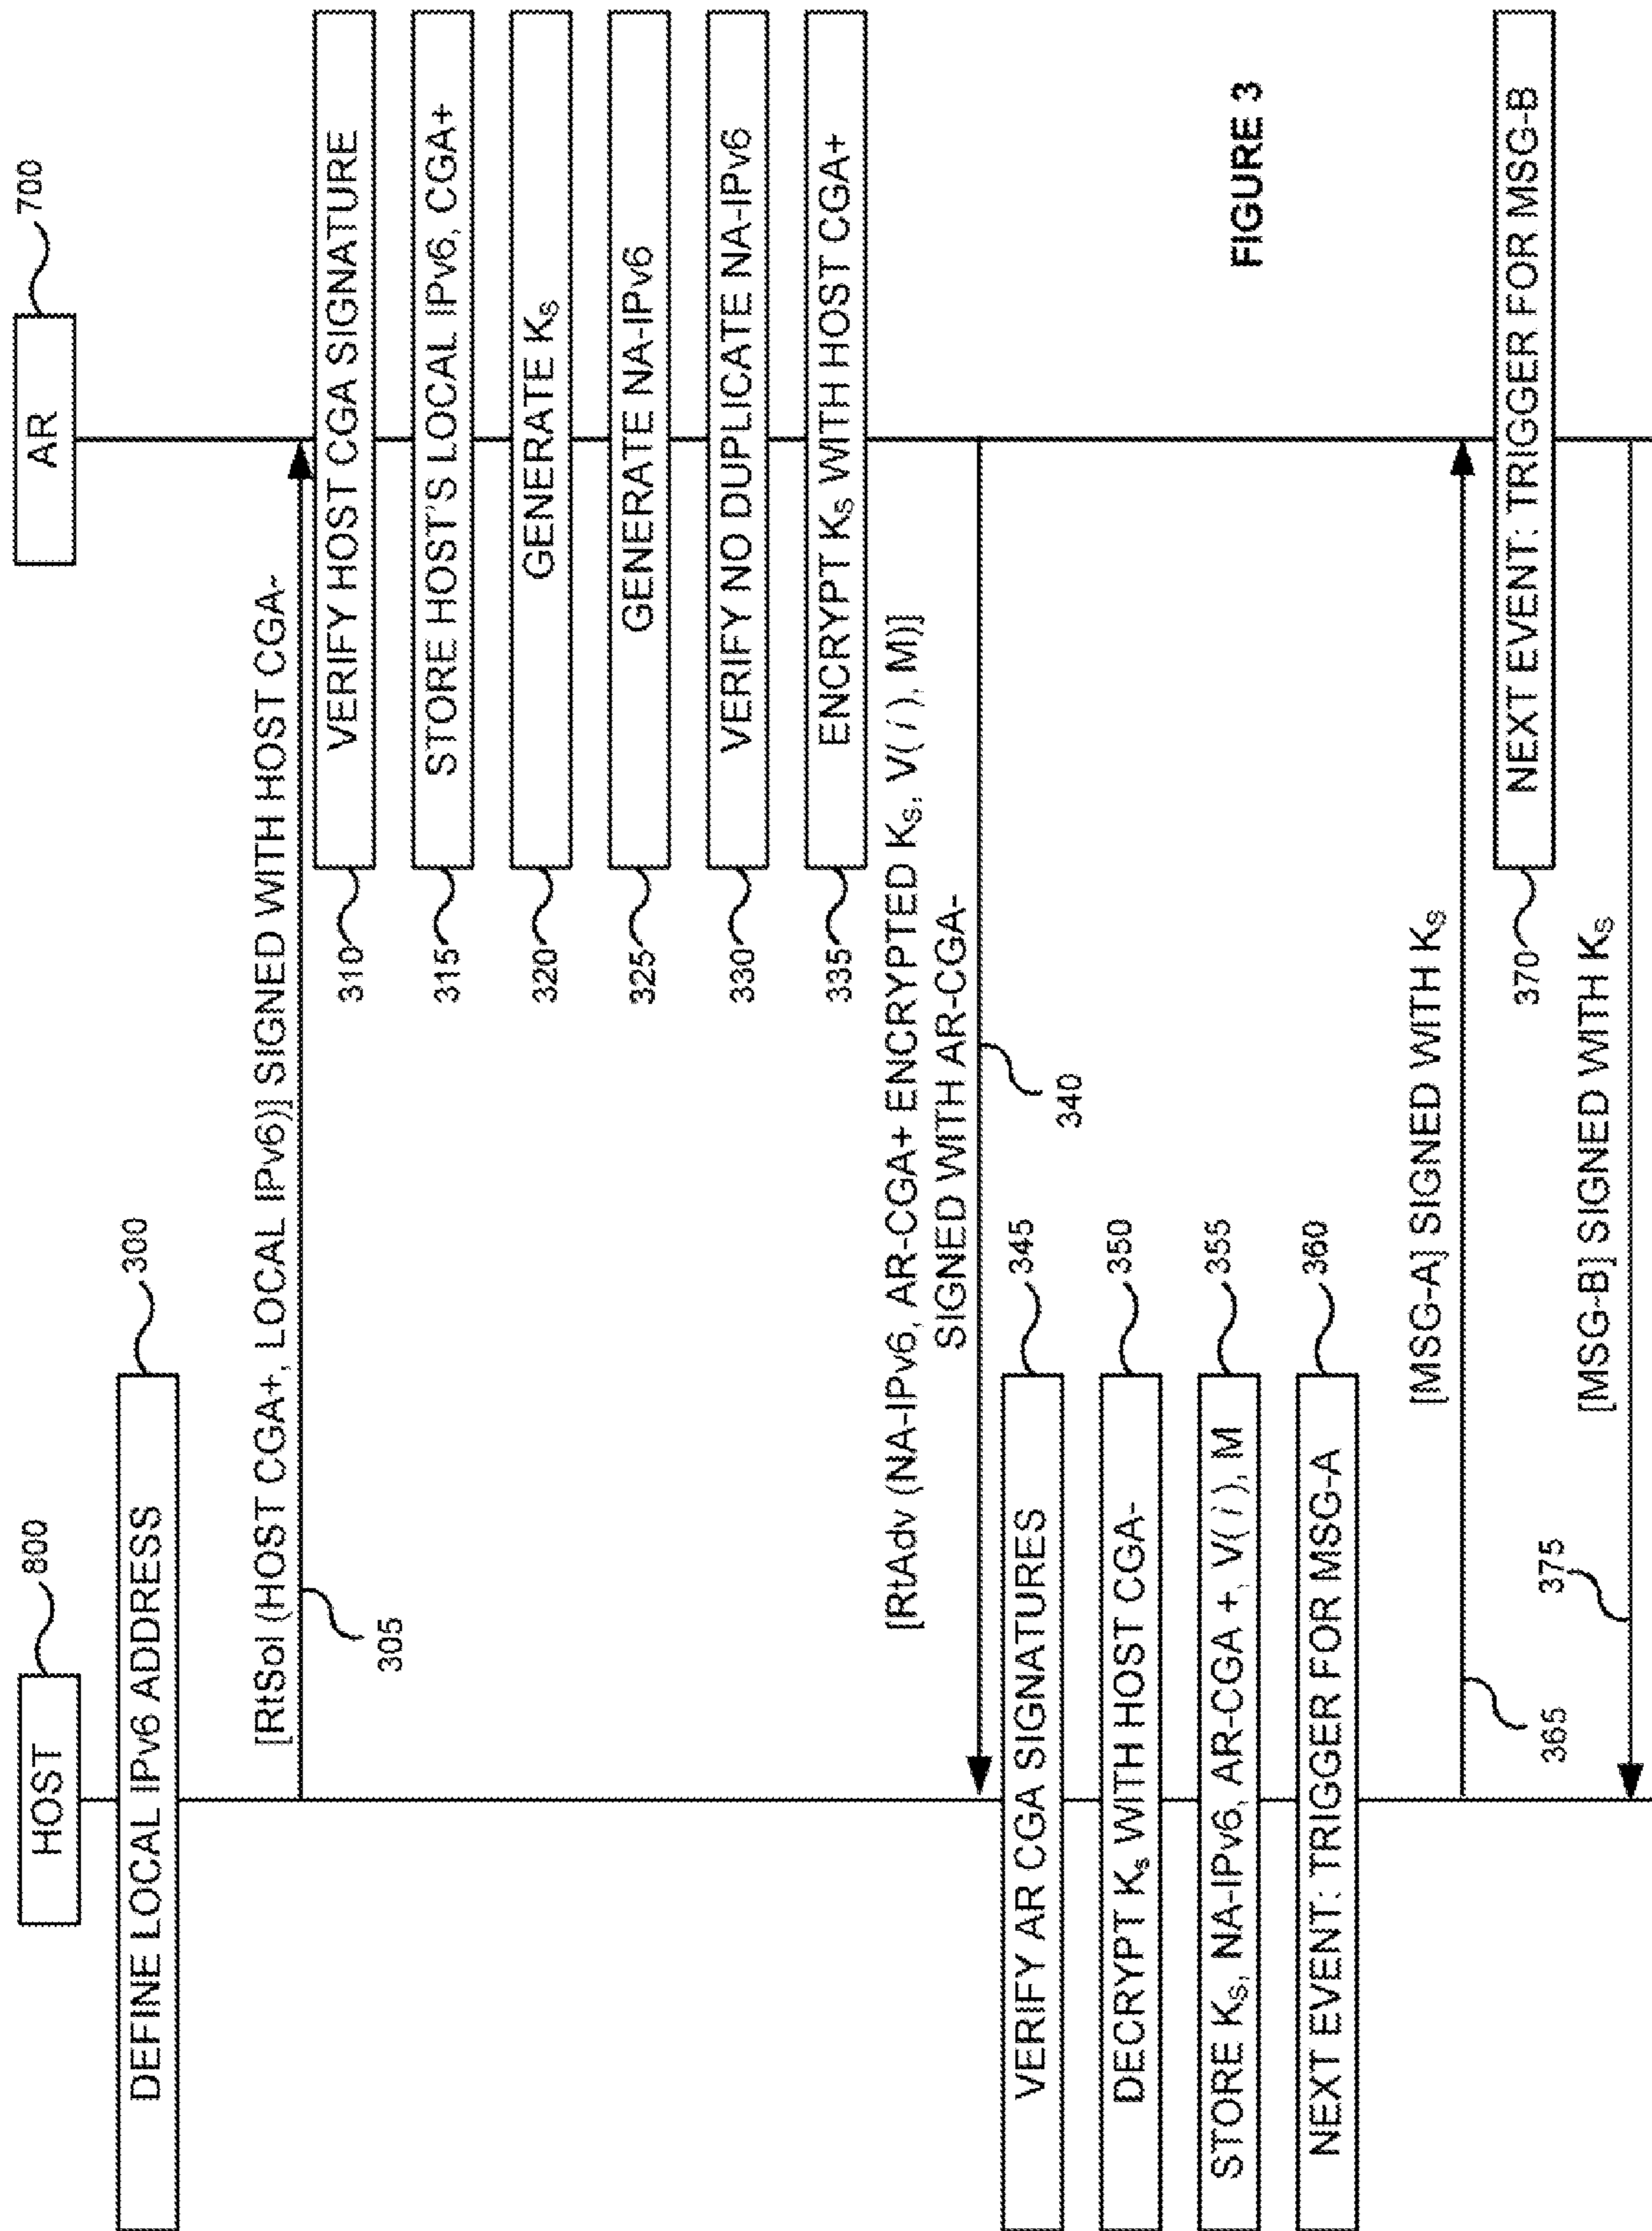 HOST
800
AR
700
DEFINE LOCAL IPv6 ADDRESS
300
[RtSol (HOST CGA+, LOCAL IPv6)] SIGNED WITH HOST CGA-
305
310
VERIFY HOST CGA SIGNATURE
315
STORE HOST'S LOCAL IPv6, CGA+
320
GENERATE Ks
325
GENERATE NA-IPv6
330
VERIFY NO DUPLICATE NA-IPv6
335
ENCRYPT Ks WITH HOST CGA+
[RtAdv (NA-IPv6, AR-CGA+ ENCRYPTED Ks, V( i ), M)]
SIGNED WITH AR-CGA-
340
VERIFY AR CGA SIGNATURES
345
DECRYPT Ks WITH HOST CGA-
350
STORE Ks, NA-IPv6, AR-CGA +, V( i ), M
355
NEXT EVENT: TRIGGER FOR MSG-A
360
[MSG-A] SIGNED WITH Ks
365
370
NEXT EVENT: TRIGGER FOR MSG-B
[MSG-B] SIGNED WITH Ks
375
FIGURE 3